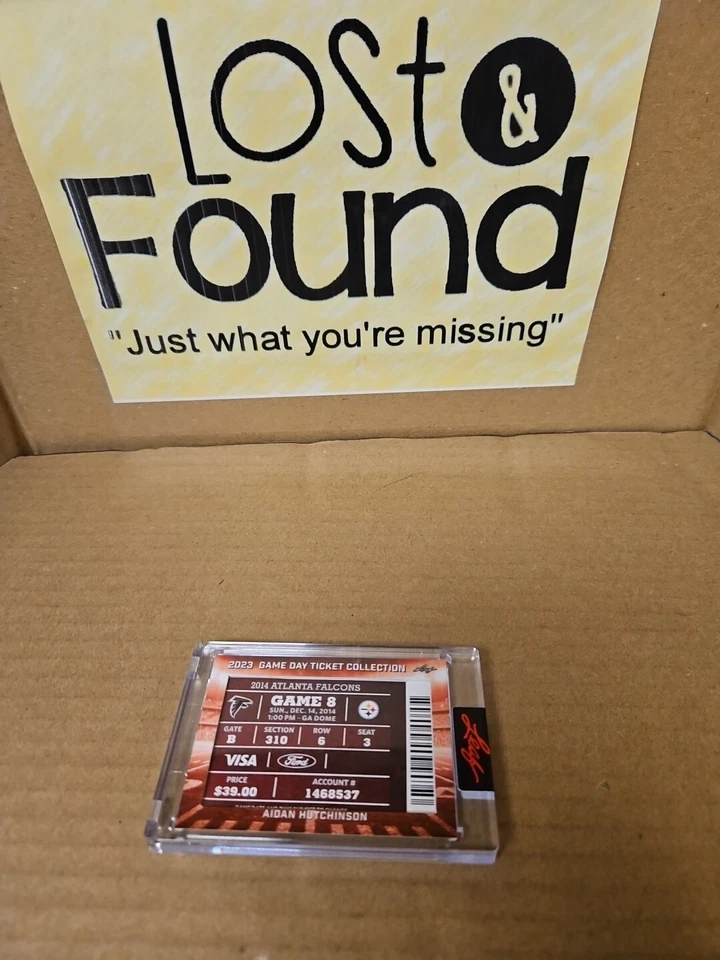 Lost &
Found
"Just what you're missing"
2023 GAME DAY TICKET COLLECTION Leaf
2014 ATLANTA FALCONS
GAME 8
SUN., DEC. 14, 2014
1:00 PM - GA DOME
GATE SECTION ROW SEAT
B 310 6 3
VISA Ford
PRICE ACCOUNT #
$39.00 1468537
AIDAN HUTCHINSON
Leaf